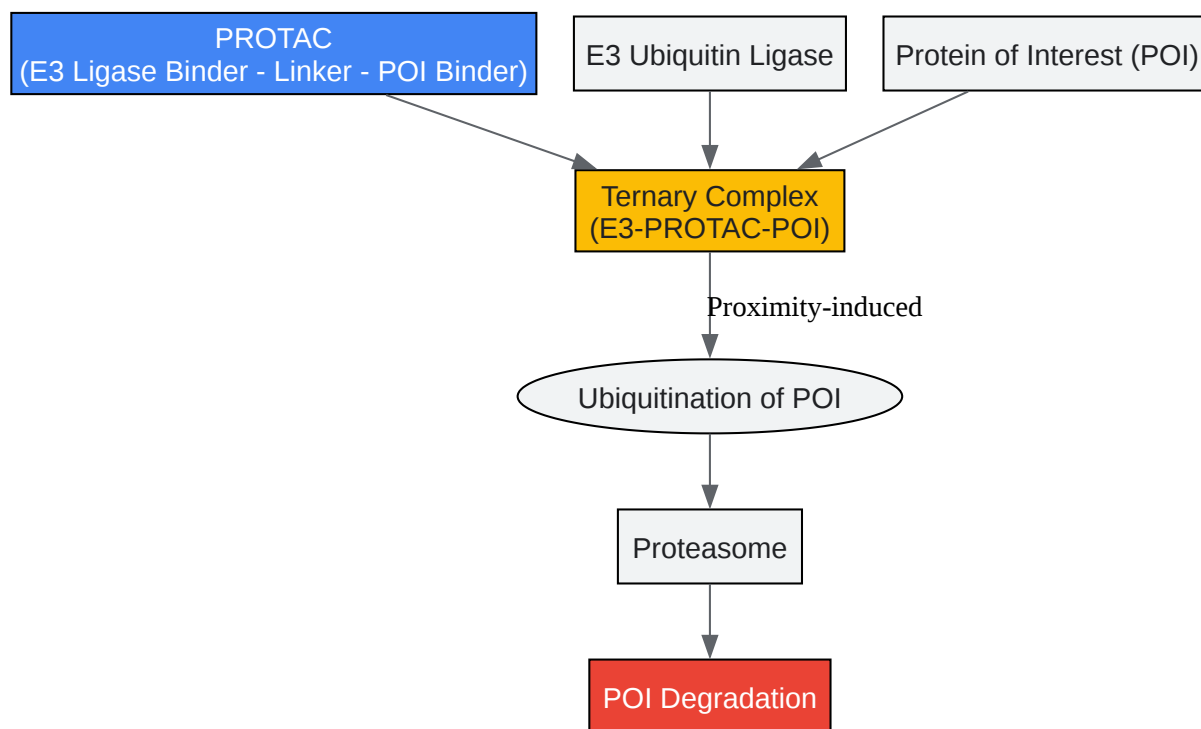 PROTAC
(E3 Ligase Binder - Linker - POI Binder)
E3 Ubiquitin Ligase
Protein of Interest (POI)
Ternary Complex
(E3-PROTAC-POI)
Proximity-induced
Ubiquitination of POI
Proteasome
POI Degradation